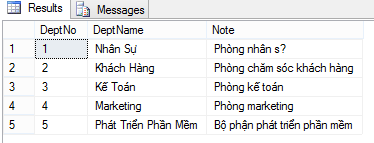 Results Messages
DeptNo DeptName Note
1 1 Nhân Sự Phòng nhân s?
2 2 Khách Hàng Phòng chăm sóc khách hàng
3 3 Kế Toán Phòng kế toán
4 4 Marketing Phòng marketing
5 5 Phát Triển Phần Mềm Bộ phận phát triển phần mềm